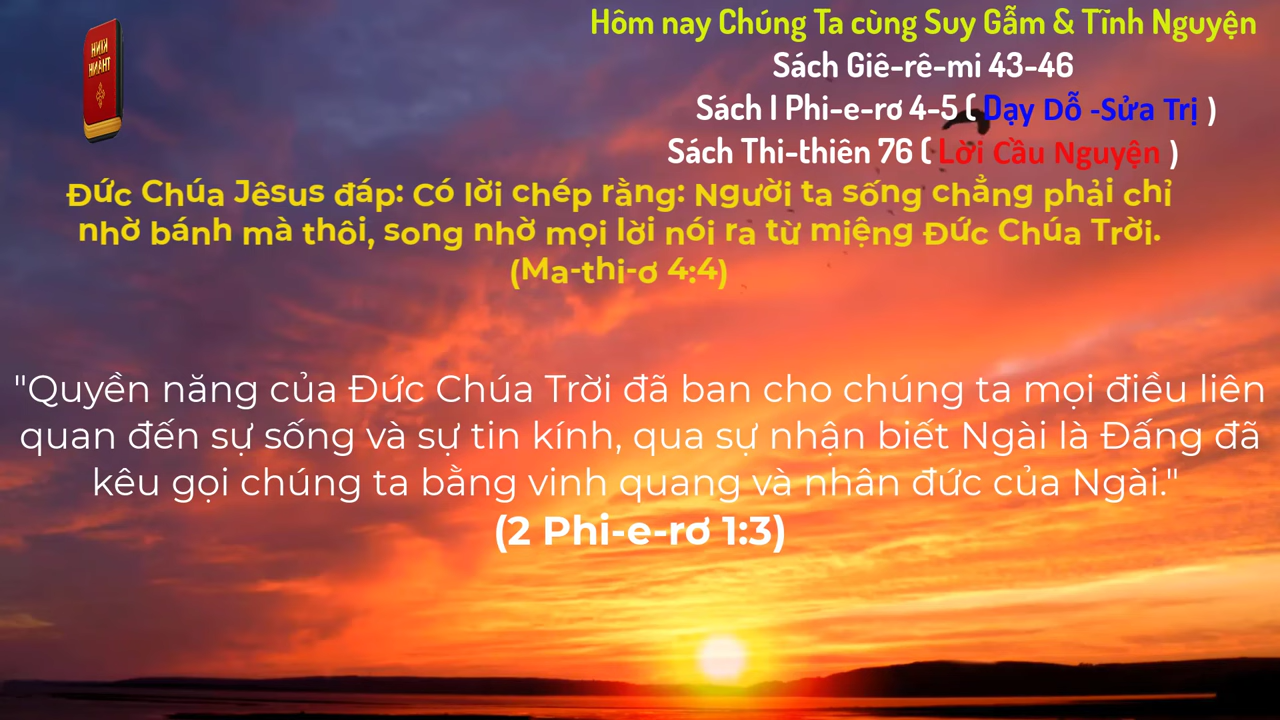 KINH
THÁNH
Hôm nay Chúng Ta cùng Suy Gẫm & Tĩnh Nguyện
Sách Giê-rê-mi 43-46
Sách I Phi-e-rơ 4-5 ( Dạy Dỗ -Sửa Trị )
Sách Thi-thiên 76 ( Lời Cầu Nguyện )
Đức Chúa Jêsus đáp: Có lời chép rằng: Người ta sống chẳng phải chỉ
nhờ bánh mà thôi, song nhờ mọi lời nói ra từ miệng Đức Chúa Trời.
(Ma-thi-ơ 4:4)
"Quyền năng của Đức Chúa Trời đã ban cho chúng ta mọi điều liên
quan đến sự sống và sự tin kính, qua sự nhận biết Ngài là Đấng đã
kêu gọi chúng ta bằng vinh quang và nhân đức của Ngài."
(2 Phi-e-rơ 1:3)